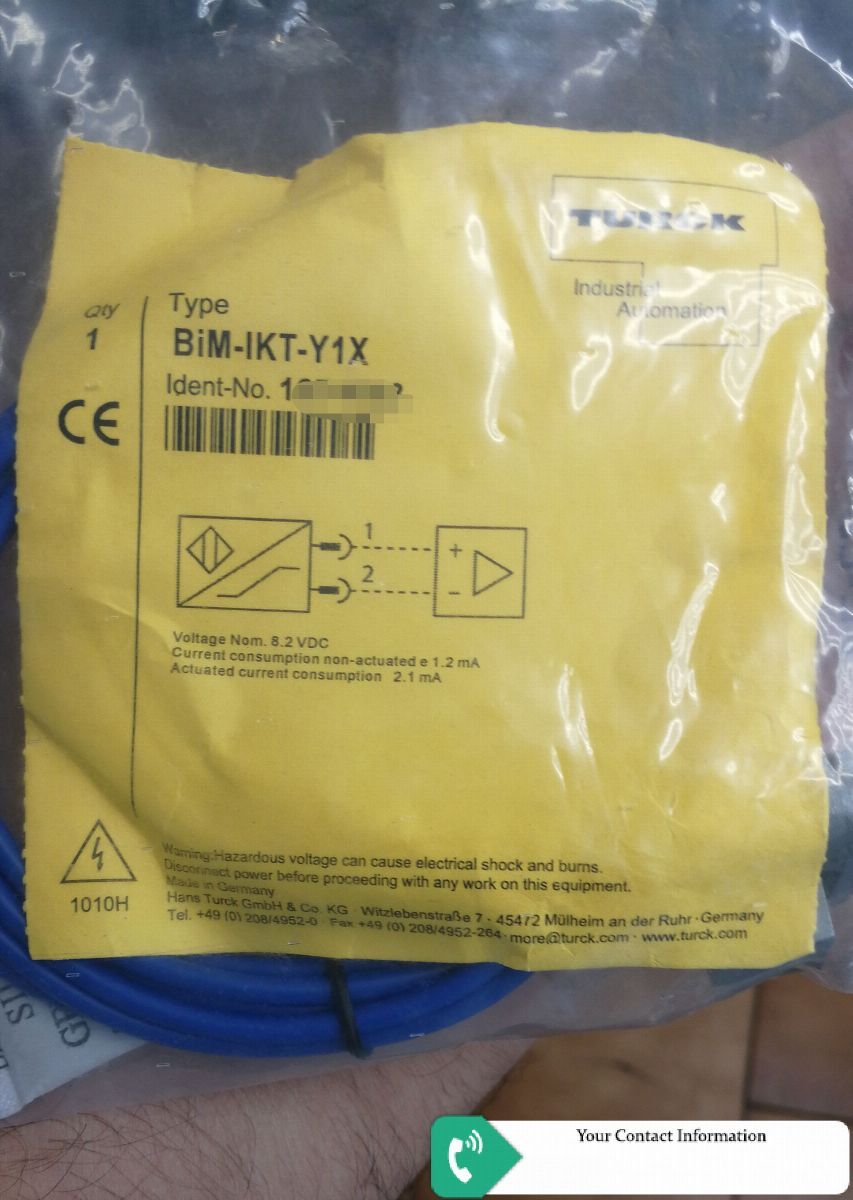 TURCK
Industrial
Automation
Qty
1
Type
BiM-IKT-Y1X
Ident-No.
CE
1
2
+
-
Voltage Nom. 8.2 VDC
Current consumption non-actuated e 1.2 mA
Actuated current consumption 2.1 mA
1010H
Warning:Hazardous voltage can cause electrical shock and burns.
Disconnect power before proceeding with any work on this equipment.
Made in Germany
Hans Turck GmbH & Co. KG · Witzlebenstraße 7 · 45472 Mülheim an der Ruhr · Germany
Tel. +49 (0) 208/4952-0 · Fax +49 (0) 208/4952-264 · more@turck.com · www.turck.com
Your Contact Information